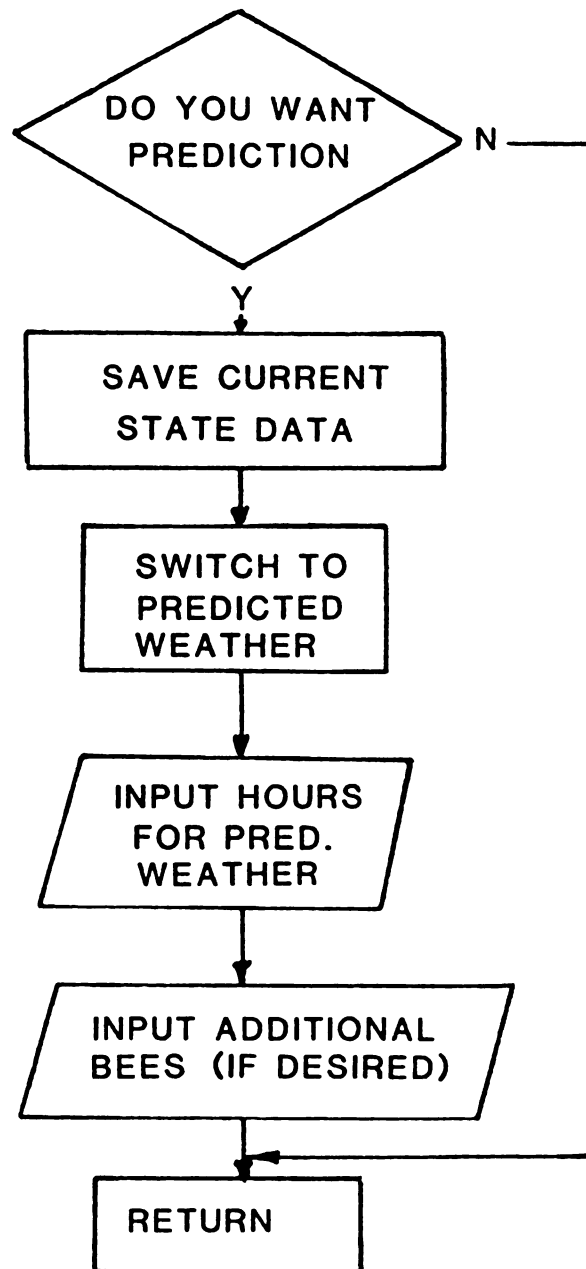 DO YOU WANT
PREDICTION
N
Y
SAVE CURRENT
STATE DATA
SWITCH TO
PREDICTED
WEATHER
INPUT HOURS
FOR PRED.
WEATHER
INPUT ADDITIONAL
BEES (IF DESIRED)
RETURN